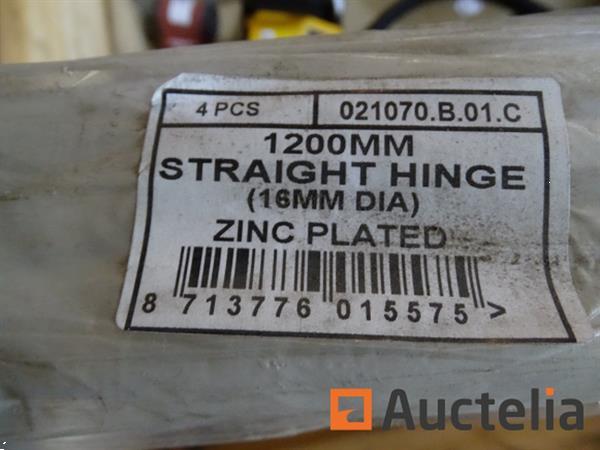 4 PCS 021070.B.01.C
1200MM
STRAIGHT HINGE
(16MM DIA)
ZINC PLATED
8 713776 015575 >
Auctelia